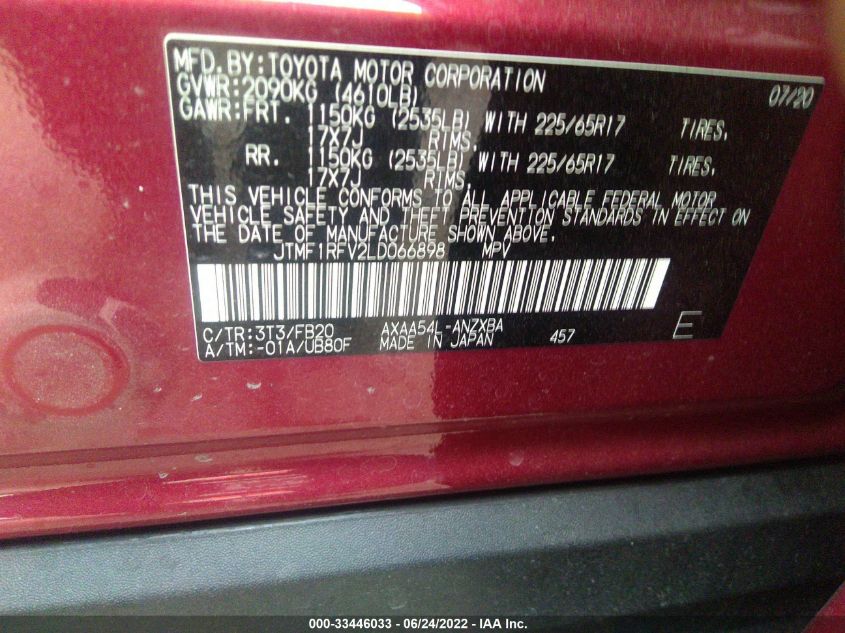 MFD. BY: TOYOTA MOTOR CORPORATION 07/20
GVWR: 2090KG (4610LB)
GAWR: FRT. 1150KG (2535LB) WITH 225/65R17 TIRES.
17X7J RIMS.
RR. 1150KG (2535LB) WITH 225/65R17 TIRES.
17X7J RIMS.
THIS VEHICLE CONFORMS TO ALL APPLICABLE FEDERAL MOTOR
VEHICLE SAFETY AND THEFT PREVENTION STANDARDS IN EFFECT ON
THE DATE OF MANUFACTURE SHOWN ABOVE.
JTMF1RFV2LD066898 MPV
C/TR:3T3/FB20 AXAA54L-ANZXBA
A/TM:-01A/UB80F MADE IN JAPAN 457 E
000-33446033 - 06/24/2022 - IAA Inc.